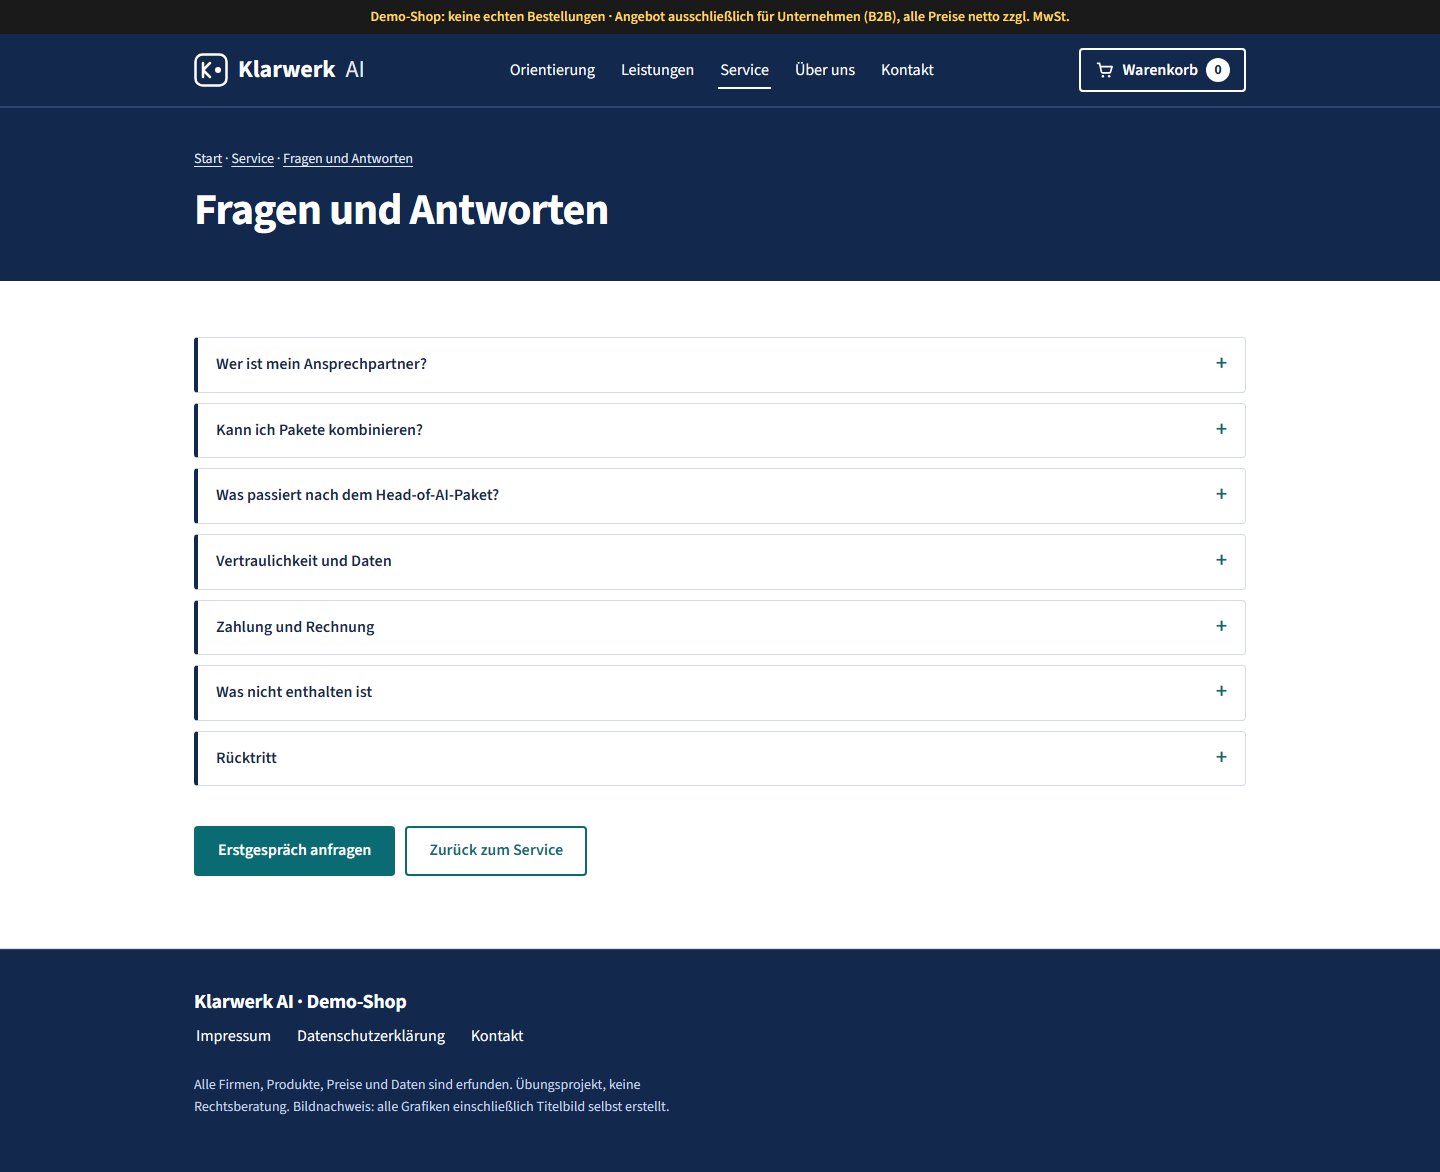 Demo-Shop: keine echten Bestellungen · Angebot ausschließlich für Unternehmen (B2B), alle Preise netto zzgl. MwSt.
K Klarwerk AI
Orientierung Leistungen Service Über uns Kontakt
Warenkorb 0
Start · Service · Fragen und Antworten
Fragen und Antworten
Wer ist mein Ansprechpartner? +
Kann ich Pakete kombinieren? +
Was passiert nach dem Head-of-AI-Paket? +
Vertraulichkeit und Daten +
Zahlung und Rechnung +
Was nicht enthalten ist +
Rücktritt +
Erstgespräch anfragen Zurück zum Service
Klarwerk AI · Demo-Shop
Impressum Datenschutzerklärung Kontakt
Alle Firmen, Produkte, Preise und Daten sind erfunden. Übungsprojekt, keine
Rechtsberatung. Bildnachweis: alle Grafiken einschließlich Titelbild selbst erstellt.